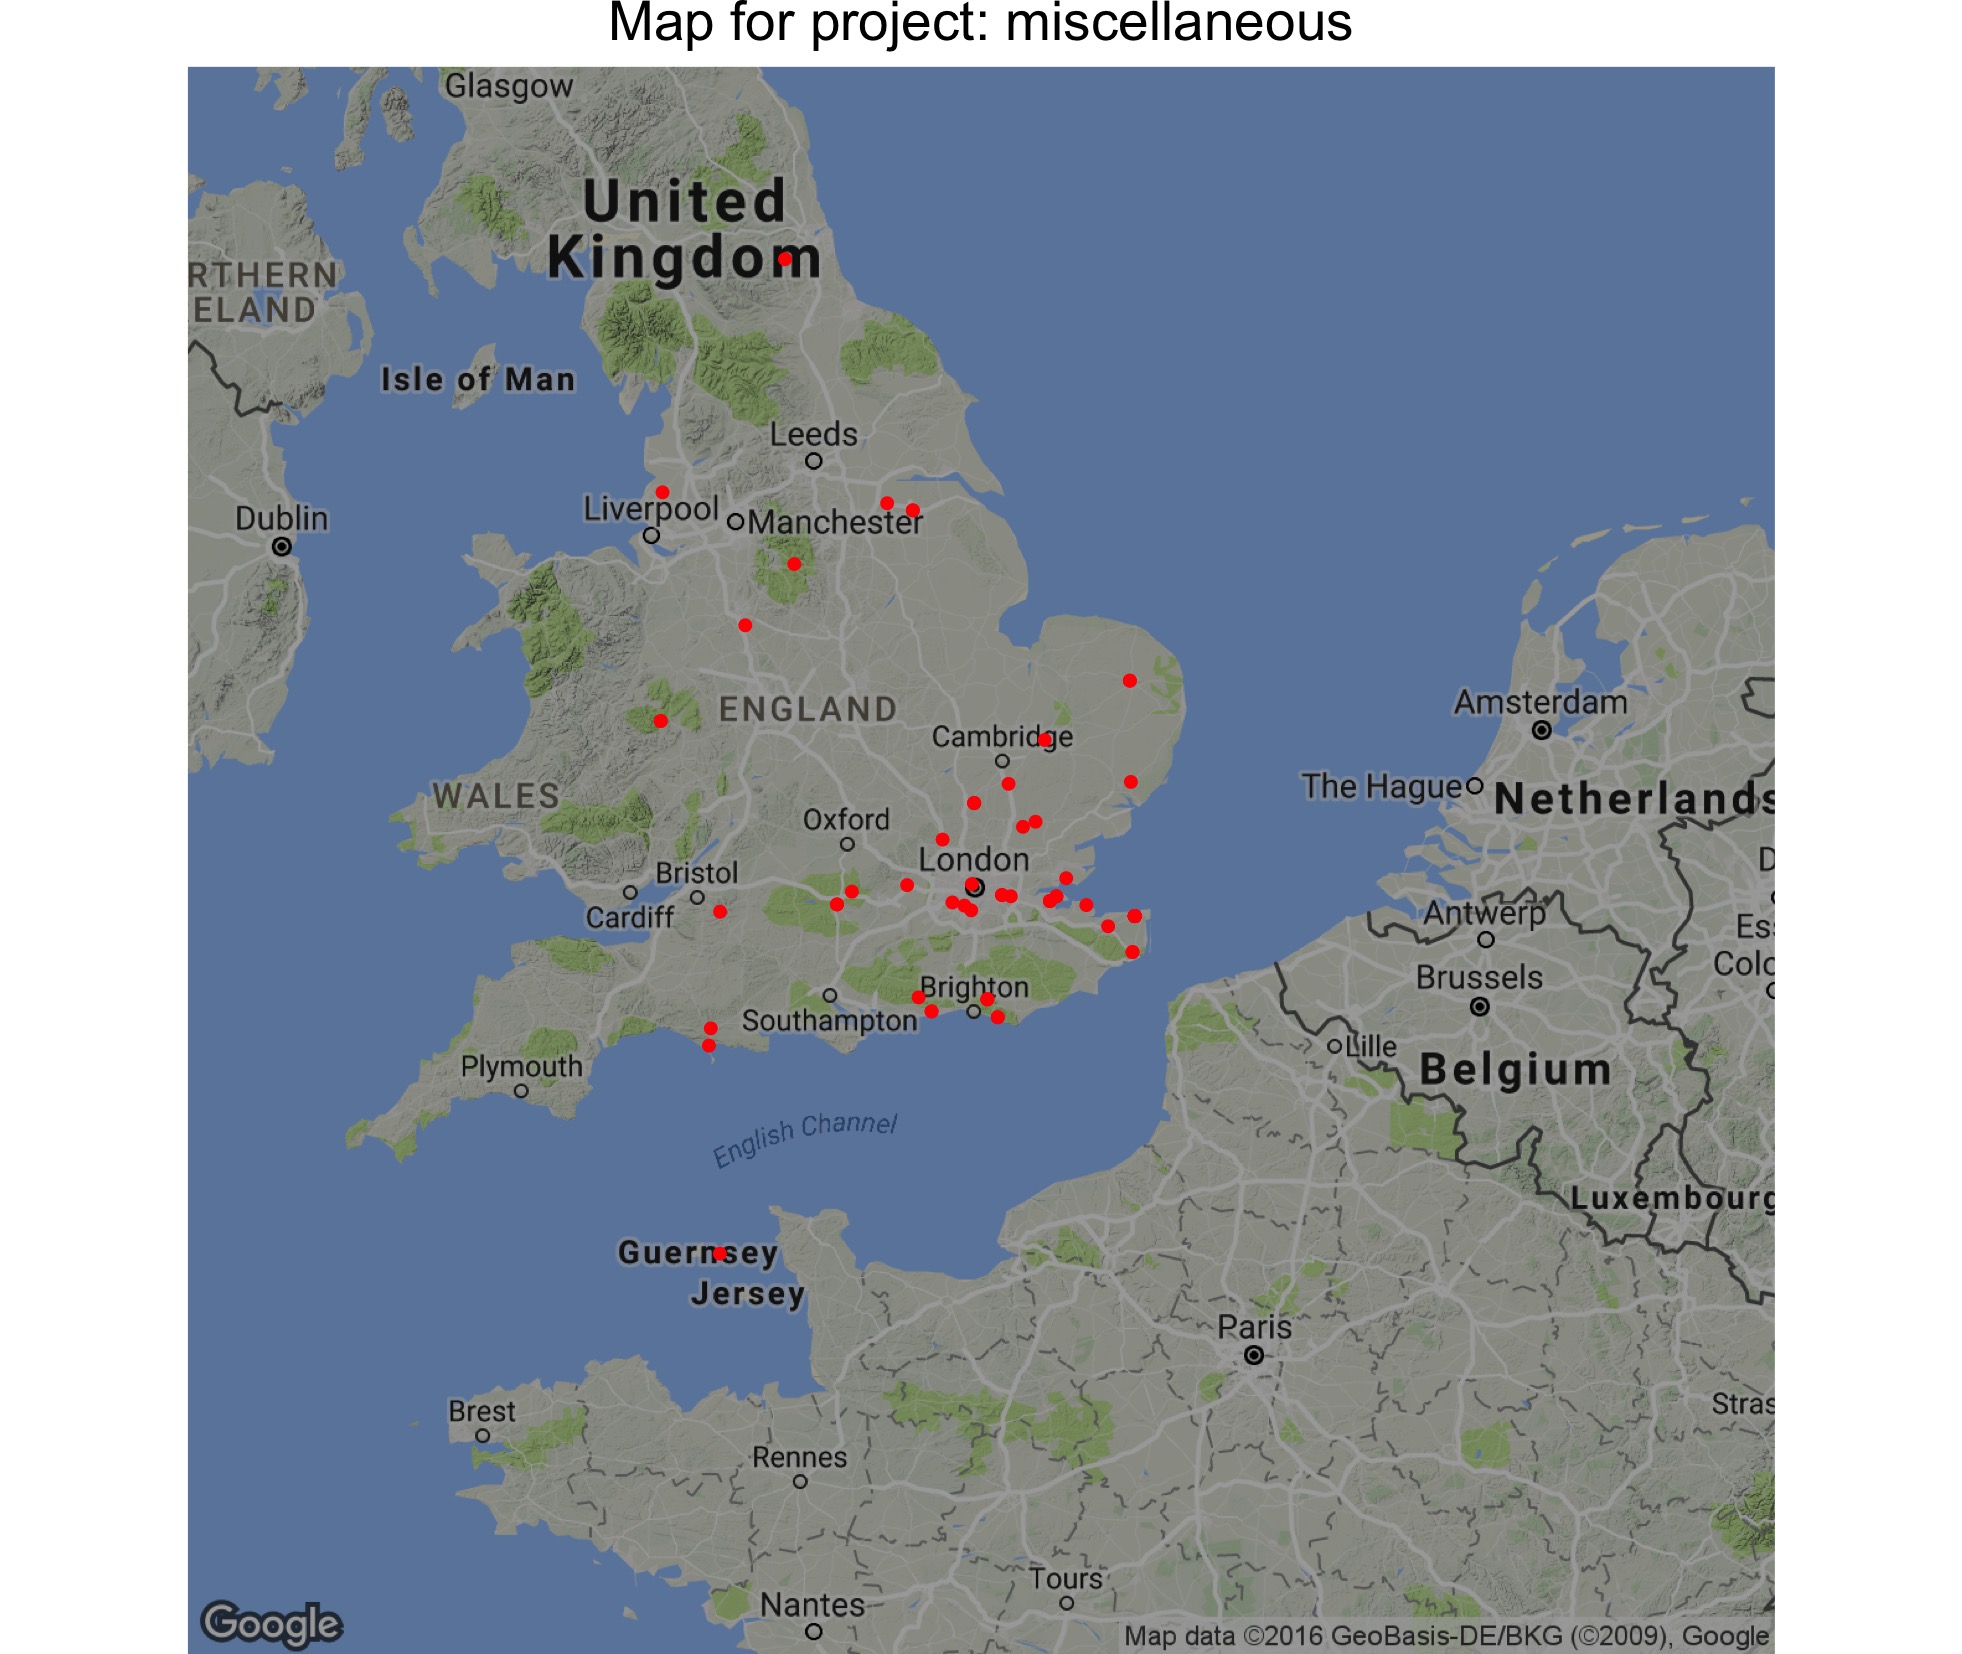 Map for project: miscellaneous
Glasgow
United
Kingdom
RTHERN
ELAND
Isle of Man
Leeds
Liverpool
Manchester
Dublin
ENGLAND
Amsterdam
Cambridge
The Hague
Netherlands
WALES
Oxford
London
D
Bristol
Cardiff
Antwerp
Ess
Colo
Brussels
Brighton
Southampton
Lille
Belgium
Plymouth
English Channel
Luxembourg
Guernsey
Jersey
Paris
Brest
Stras
Rennes
Tours
Nantes
Google
Map data ©2016 GeoBasis-DE/BKG (©2009), Google